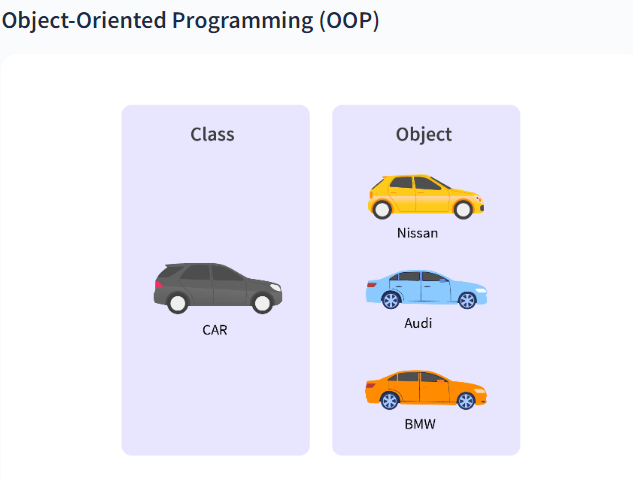 Object-Oriented Programming (OOP)
Class
CAR
Object
Nissan
Audi
BMW